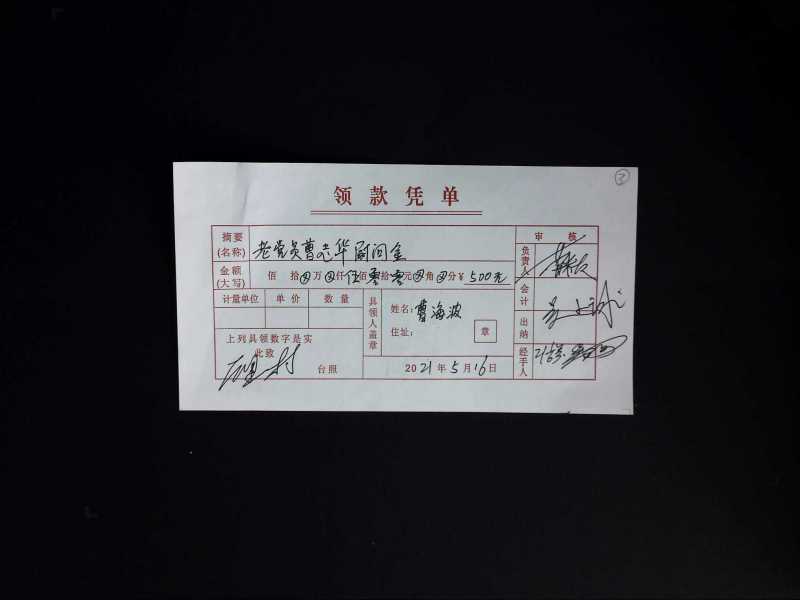 ②
领款凭单
摘要(名称) 老党员曹志华慰问金
金额(大写) 佰 拾⊗万⊗仟伍佰零拾零元⊗角⊗分¥500元
计量单位 单价 数量
上列具领数字是实
此致
台照
具领人盖章
姓名:曹海波
住址: 章
2021年5月16日
审核
负责人
会计
出纳
经手人